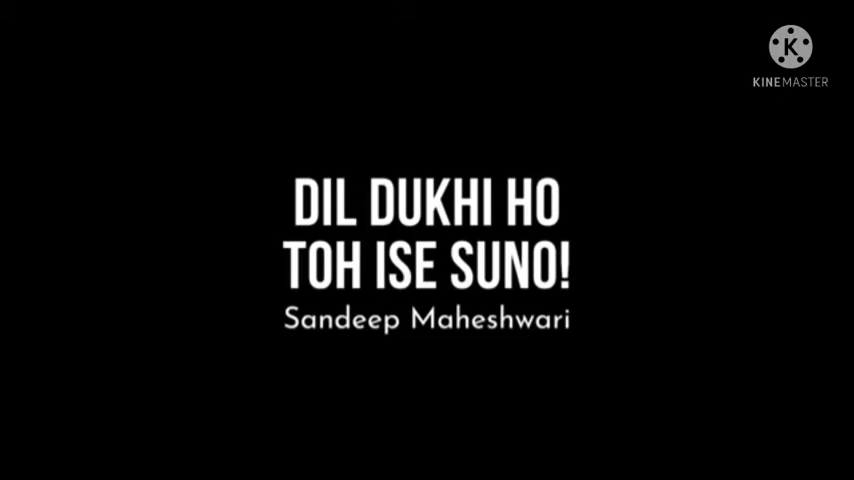 KINEMASTER
DIL DUKHI HO
TOH ISE SUNO!
Sandeep Maheshwari